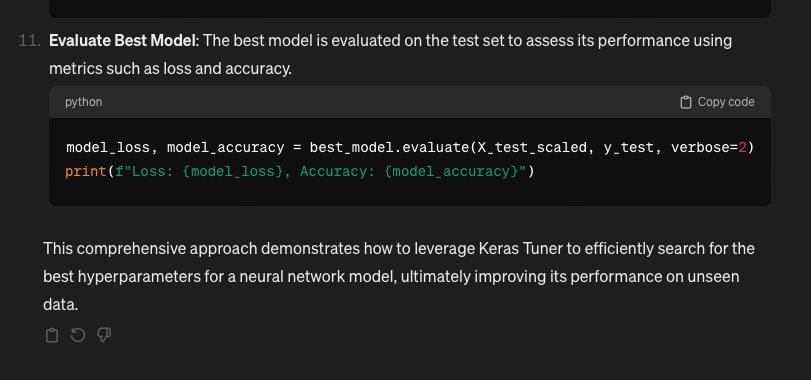 11. Evaluate Best Model: The best model is evaluated on the test set to assess its performance using
metrics such as loss and accuracy.
python Copy code
model_loss, model_accuracy = best_model.evaluate(X_test_scaled, y_test, verbose=2)
print(f"Loss: {model_loss}, Accuracy: {model_accuracy}")
This comprehensive approach demonstrates how to leverage Keras Tuner to efficiently search for the
best hyperparameters for a neural network model, ultimately improving its performance on unseen
data.